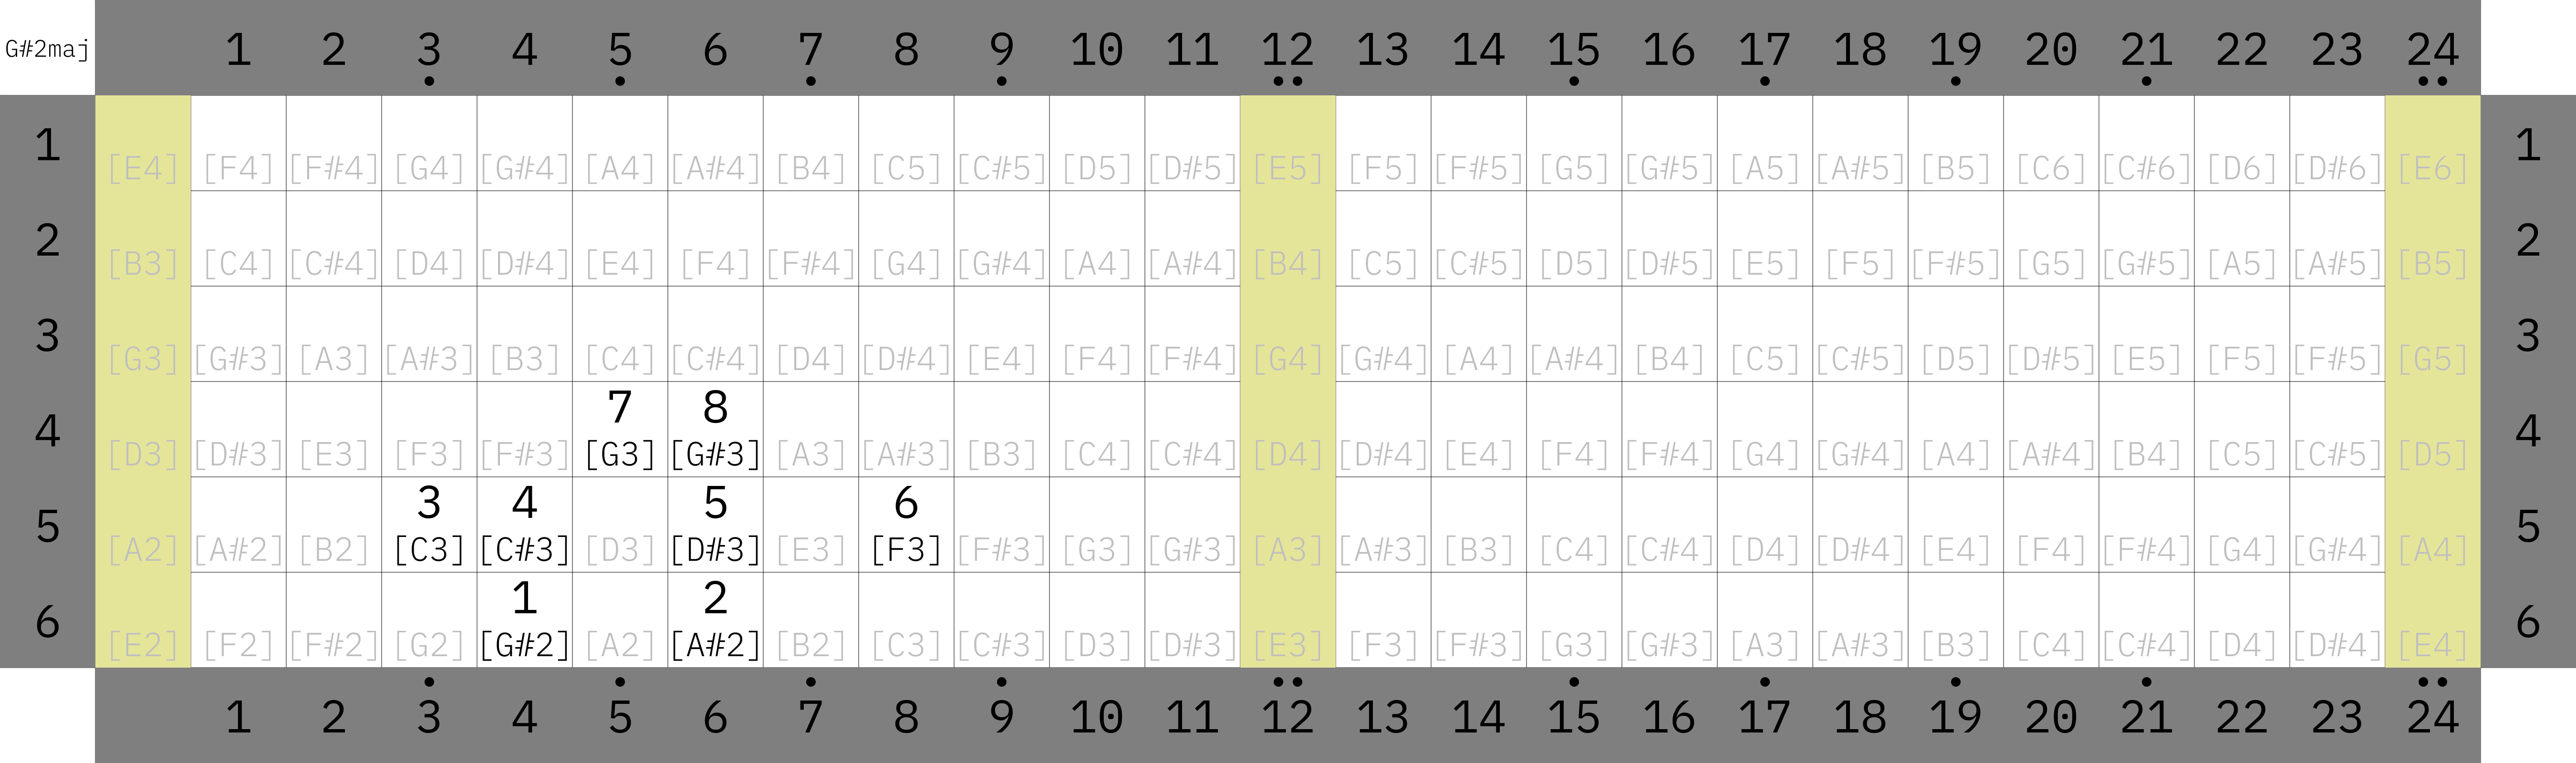 G#2maj 1 2 3 4 5 6 7 8 9 10 11 12 13 14 15 16 17 18 19 20 21 22 23 24
1 [E4] [F4] [F#4] [G4] [G#4] [A4] [A#4] [B4] [C5] [C#5] [D5] [D#5] [E5] [F5] [F#5] [G5] [G#5] [A5] [A#5] [B5] [C6] [C#6] [D6] [D#6] [E6] 1
2 [B3] [C4] [C#4] [D4] [D#4] [E4] [F4] [F#4] [G4] [G#4] [A4] [A#4] [B4] [C5] [C#5] [D5] [D#5] [E5] [F5] [F#5] [G5] [G#5] [A5] [A#5] [B5] 2
3 [G3] [G#3] [A3] [A#3] [B3] [C4] [C#4] [D4] [D#4] [E4] [F4] [F#4] [G4] [G#4] [A4] [A#4] [B4] [C5] [C#5] [D5] [D#5] [E5] [F5] [F#5] [G5] 3
7 8
4 [D3] [D#3] [E3] [F3] [F#3] [G3] [G#3] [A3] [A#3] [B3] [C4] [C#4] [D4] [D#4] [E4] [F4] [F#4] [G4] [G#4] [A4] [A#4] [B4] [C5] [C#5] [D5] 4
3 4 5 6
5 [A2] [A#2] [B2] [C3] [C#3] [D3] [D#3] [E3] [F3] [F#3] [G3] [G#3] [A3] [A#3] [B3] [C4] [C#4] [D4] [D#4] [E4] [F4] [F#4] [G4] [G#4] [A4] 5
1 2
6 [E2] [F2] [F#2] [G2] [G#2] [A2] [A#2] [B2] [C3] [C#3] [D3] [D#3] [E3] [F3] [F#3] [G3] [G#3] [A3] [A#3] [B3] [C4] [C#4] [D4] [D#4] [E4] 6
1 2 3 4 5 6 7 8 9 10 11 12 13 14 15 16 17 18 19 20 21 22 23 24